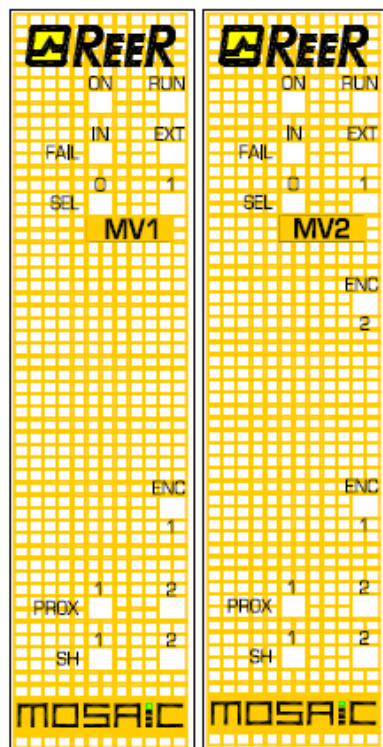 REER
ON RUN
IN EXT
FAIL
0 1
SEL
MV1
ENC
1
1 2
PROX
1 2
SH
MOSAIC
REER
ON RUN
IN EXT
FAIL
0 1
SEL
MV2
ENC
2
ENC
1
1 2
PROX
1 2
SH
MOSAIC